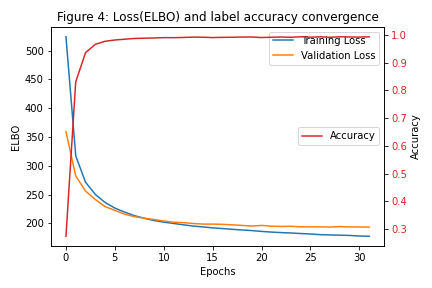 Figure 4: Loss(ELBO) and label accuracy convergence
Training Loss
Validation Loss
Accuracy
ELBO
500
450
400
350
300
250
200
1.0
0.9
0.8
0.7
0.6
0.5
0.4
0.3
Accuracy
0 5 10 15 20 25 30
Epochs